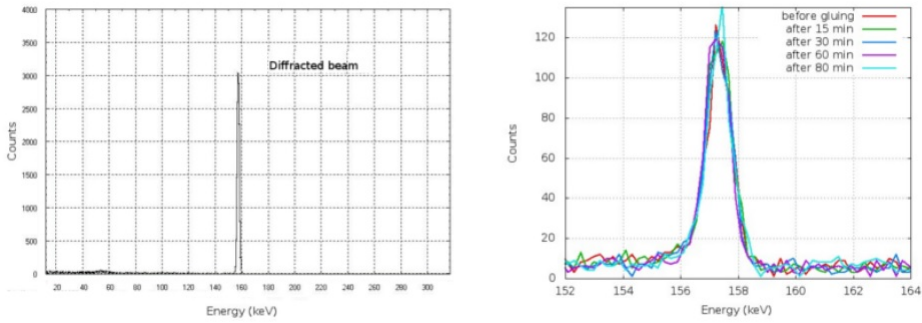 4000
3500
3000
2500
2000
1500
1000
500
0
Counts
Diffracted beam
20 40 60 80 100 120 140 160 180 200 220 240 260 280 300
Energy (keV)
120
100
80
60
40
20
0
Counts
before gluing
after 15 min
after 30 min
after 60 min
after 80 min
152 154 156 158 160 162 164
Energy (keV)